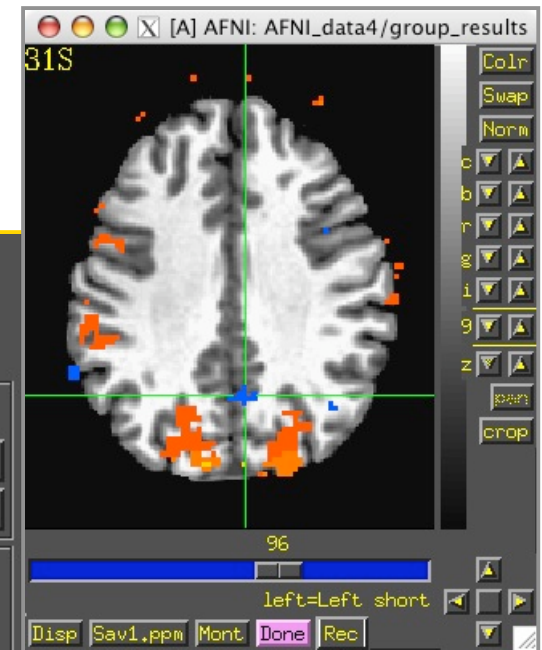 [A] AFNI: AFNI_data4/group_results
31S
Colr
Swap
Norm
c
b
r
g
i
9
z
pen
crop
96
left=Left short
Disp Sav1.ppm Mont Done Rec